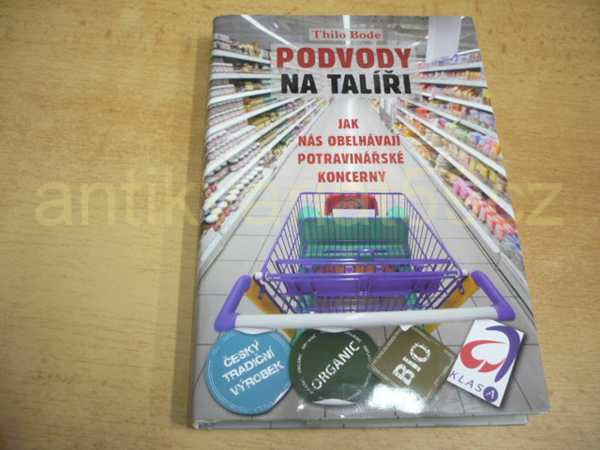 Thilo Bode
PODVODY
NA TALÍŘI
JAK
NÁS OBELHÁVAJÍ
POTRAVINÁŘSKÉ
KONCERNY
ČESKÝ
TRADIČNÍ
VÝROBEK
ORGANIC
BIO
KLASA